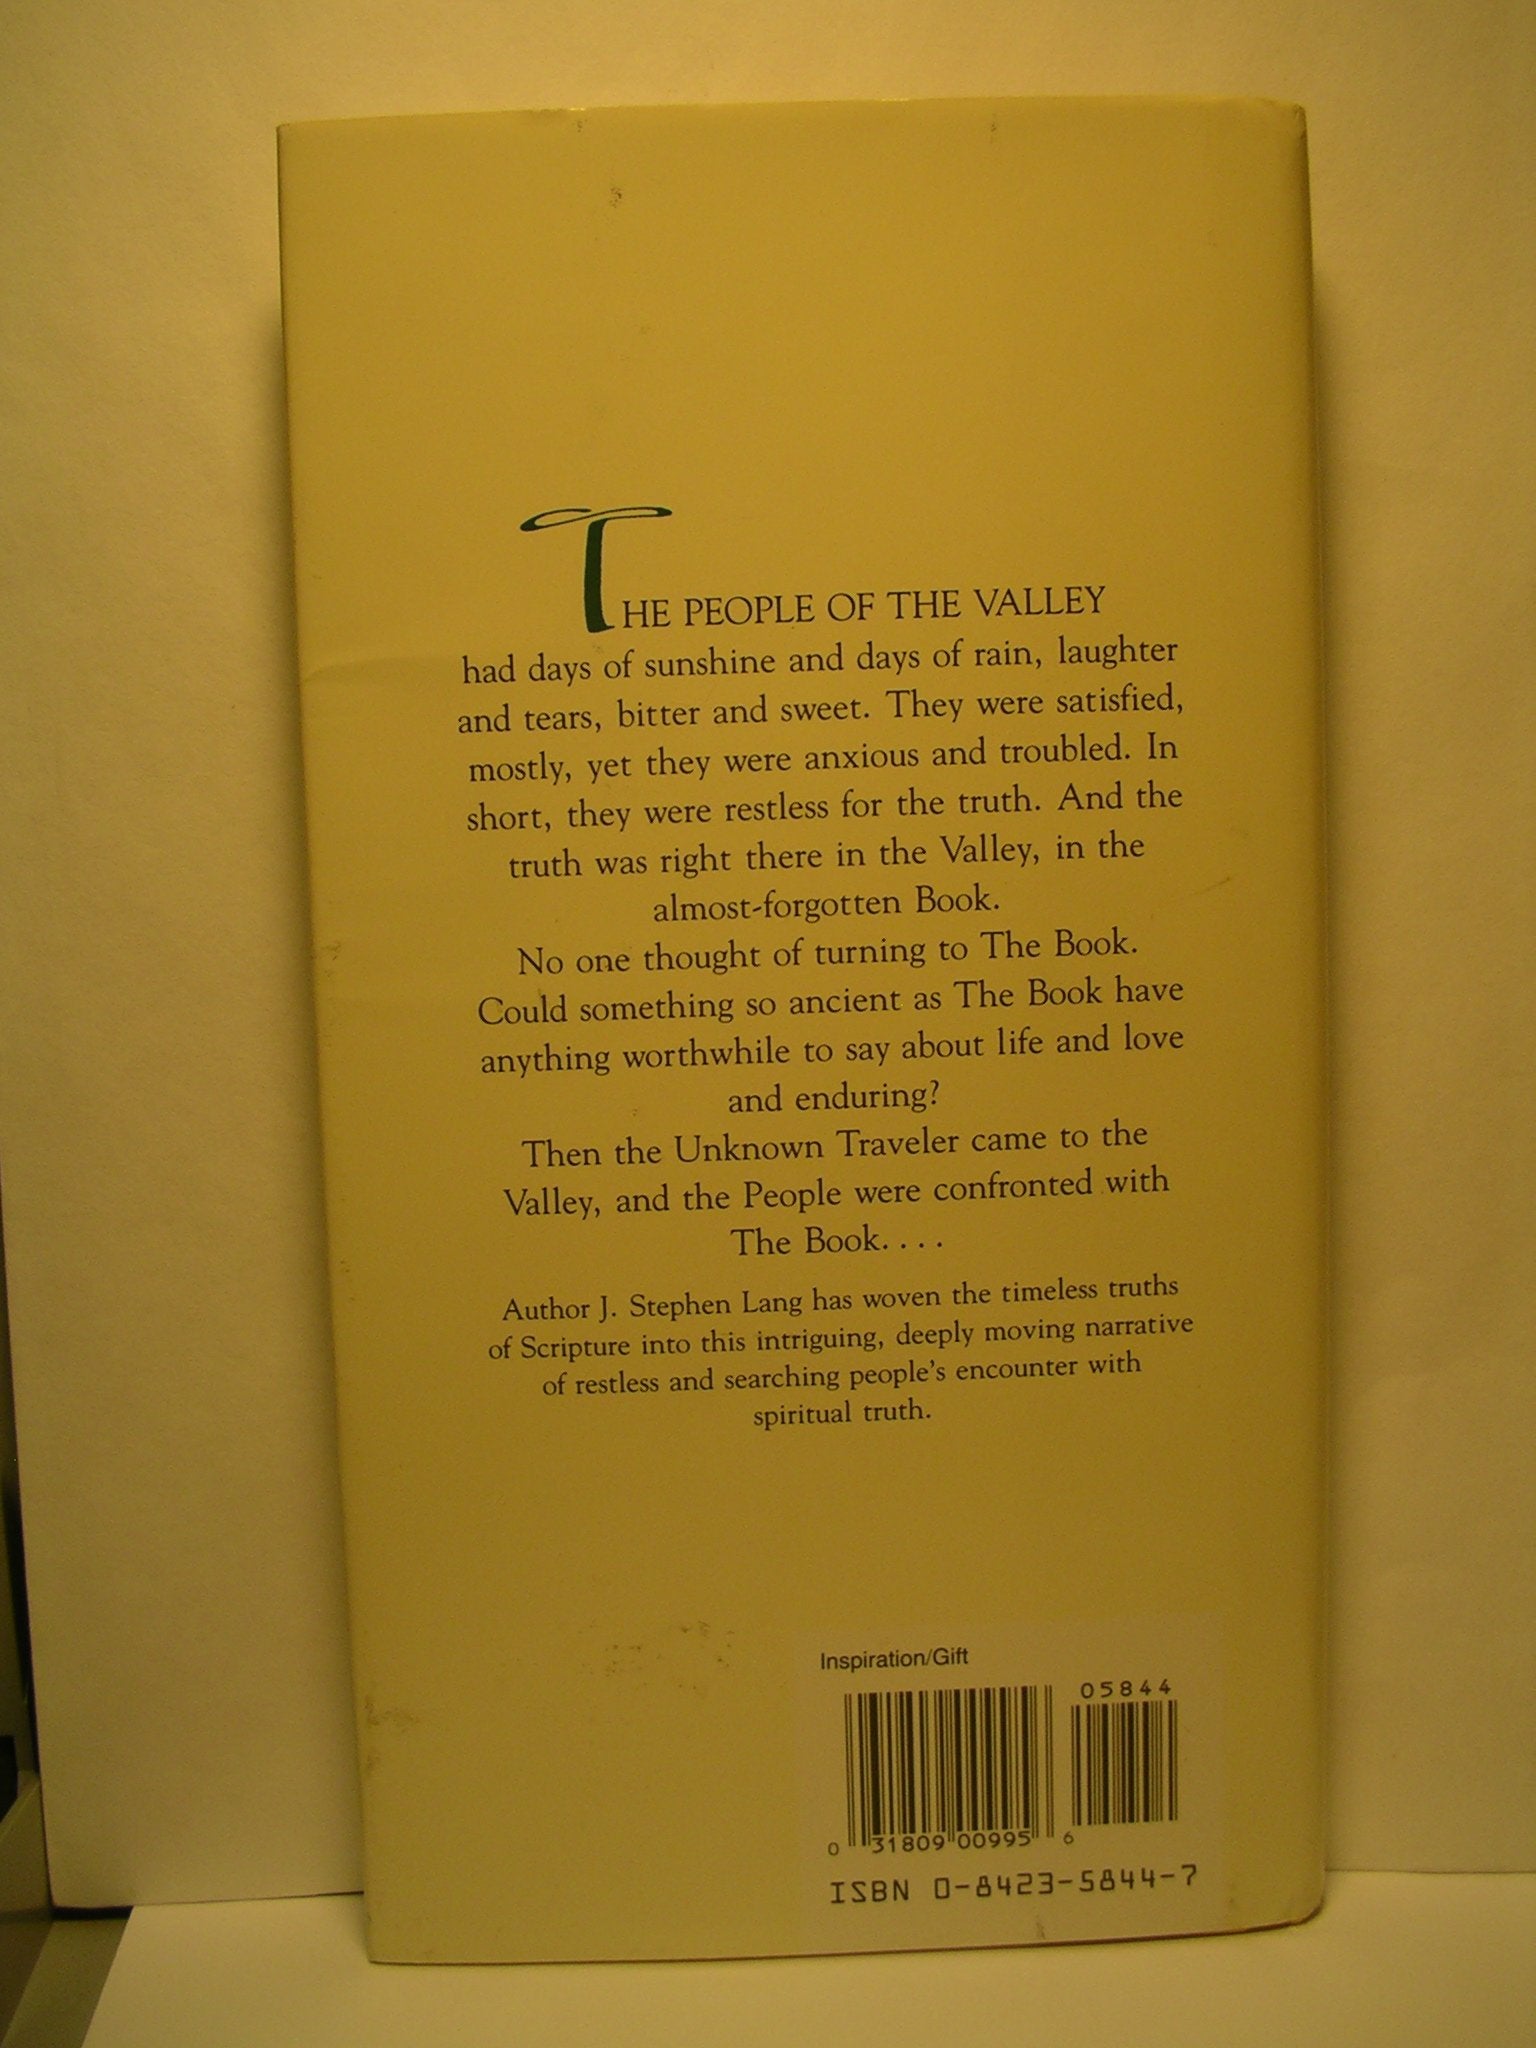 THE PEOPLE OF THE VALLEY
had days of sunshine and days of rain, laughter
and tears, bitter and sweet. They were satisfied,
mostly, yet they were anxious and troubled. In
short, they were restless for the truth. And the
truth was right there in the Valley, in the
almost-forgotten Book.
No one thought of turning to The Book.
Could something so ancient as The Book have
anything worthwhile to say about life and love
and enduring?
Then the Unknown Traveler came to the
Valley, and the People were confronted with
The Book. . . .
Author J. Stephen Lang has woven the timeless truths
of Scripture into this intriguing, deeply moving narrative
of restless and searching people's encounter with
spiritual truth.
Inspiration/Gift
05844
0 31809 00995 6
ISBN 0-8423-5844-7